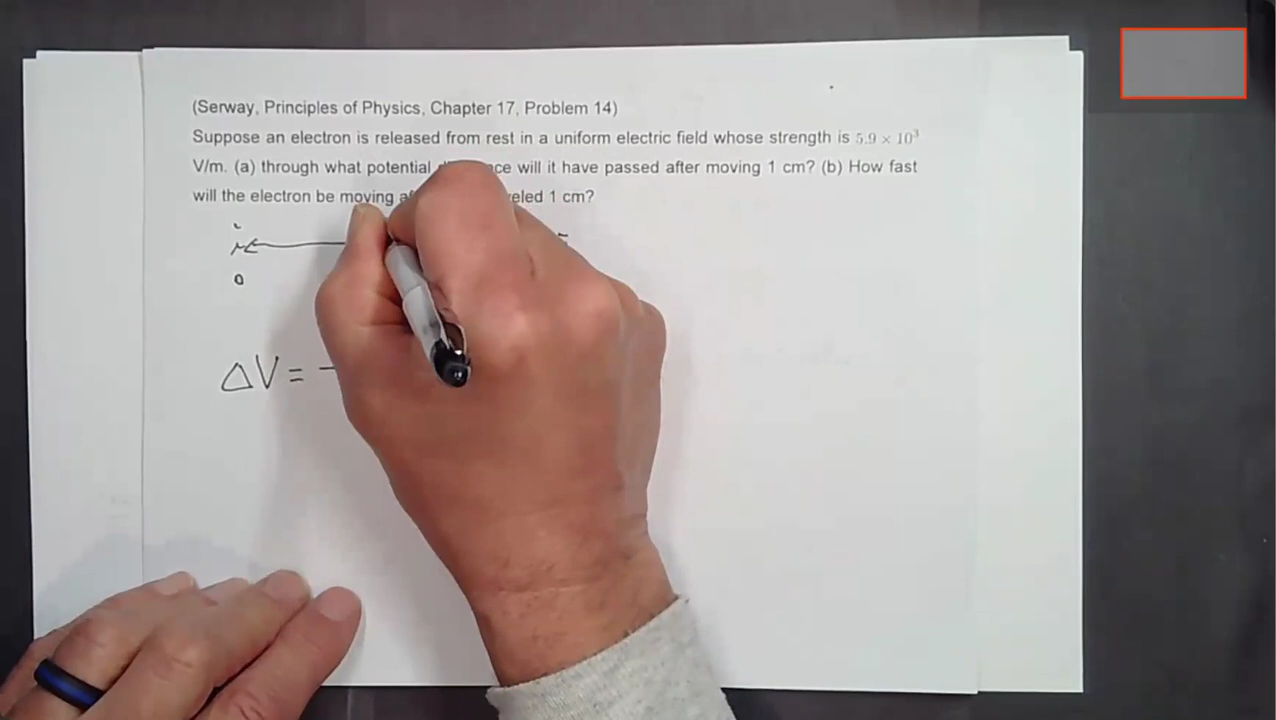 (Serway, Principles of Physics, Chapter 17, Problem 14)
Suppose an electron is released from rest in a uniform electric field whose strength is 5.9 × 10³
V/m. (a) through what potential will it have passed after moving 1 cm? (b) How fast
will the electron be moving 1 cm?
0
ΔV = -